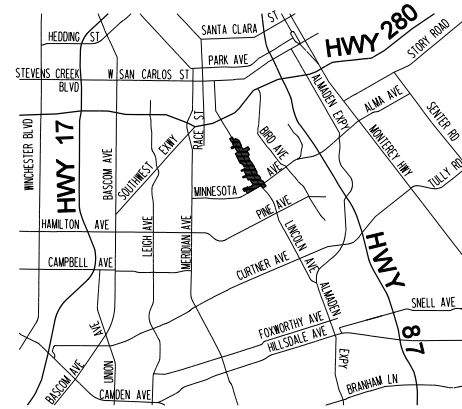 SANTA CLARA ST
HEDDING ST
HWY 280
STORY ROAD
PARK AVE
STEVENS CREEK BLVD
W SAN CARLOS ST
ALMADEN EXPY
ALMA AVE
SENTER RD
WINCHESTER BLVD
HWY 17
BASCOM AVE
SOUTHWEST EXWY
RACE ST
BIRD AVE
MONTEREY HWY
TULLY RD
MINNESOTA AVE
PINE AVE
HAMILTON AVE
LEIGH AVE
MERIDIAN AVE
LINCOLN AVE
HWY 87
CAMPBELL AVE
CURTNER AVE
ALMADEN EXPY
SNELL AVE
FOXWORTHY AVE
HILLSDALE AVE
BASCOM AVE
UNION AVE
CAMDEN AVE
BRANHAM LN